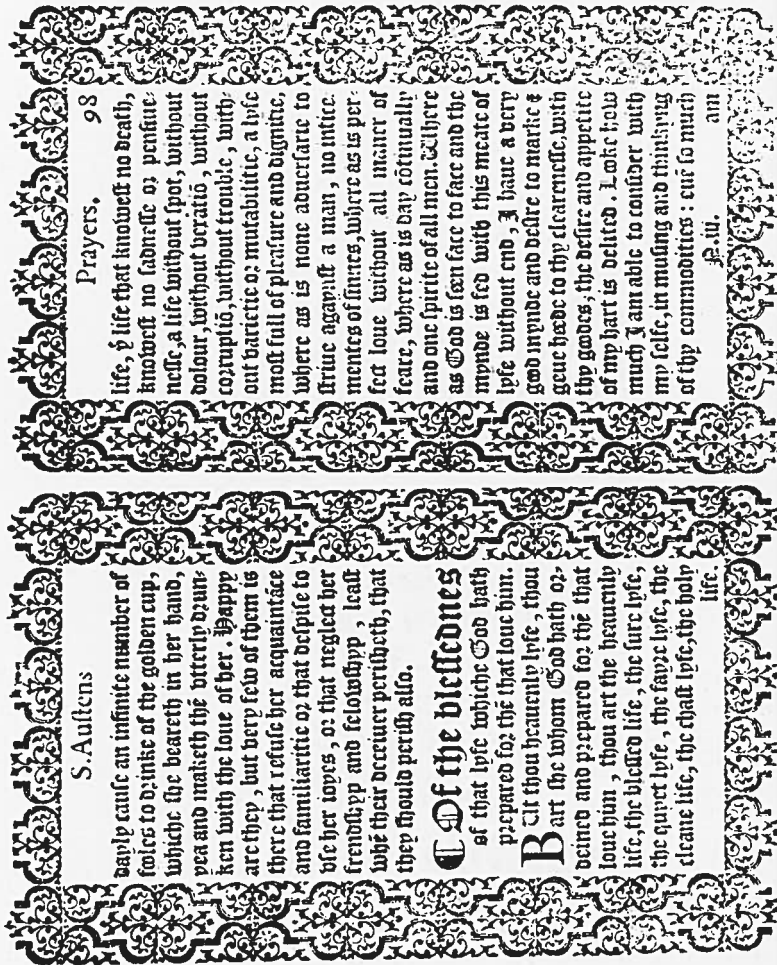 S.Austens
dayly cause an infinite number of
foles to drinke of the golden cup,
whiche she beareth in her hand,
yea and maketh thē vtterly drun-
ken with the loue of her. Happy
are they, but very few of them is
there that refuse her acquaintāce
and familiaritie or that despise to
vse her ioyes, or that neglect her
frendshyp and felowshyp, least
whē their deceiuer perisheth, that
they should perish also.
Of the blessednes
of that lyfe whiche God hath
prepared for thē that loue him.
BUt thou heauenly lyfe, thou
art she whom God hath or-
deined and prepared for thē that
loue him, thou art the heauenly
life, the blessed life, the sure lyfe,
the quyet lyfe, the fayre lyfe, the
cleane life, the chast lyfe, the holy
life.
Prayers. 98
life, yͤ life that knowest no death,
knowest no sadnesse or pensiue-
nesse, a life without spot, without
dolour, without vexatiō, without
corruptiō, without trouble, with-
out varietie or mutabilitie, a lyfe
most full of pleasure and dignitie,
where as is none aduersarie to
striue agaynst a man, no intice-
mentes of sinnes, where as is per-
fect loue without all maner of
feare, where as is day cōtinually
and one spirite of all men. Where
as God is seen face to face and the
mynde is fed with this meate of
lyfe without end, I haue a very
good mynde and desire to marke &
geue hede to thy clearenesse, with
thy goodes, the desire and appetite
of my hart is delited. Looke how
much I am able to consider with
my selfe, in musing and thinking
of thy commodities: euē so much
N.iii. am